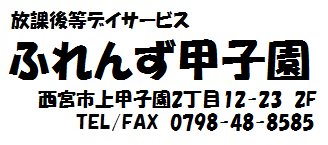 放課後等デイサービス
ふれんず甲子園
西宮市上甲子園2丁目12-23 2F
TEL/FAX 0798-48-8585